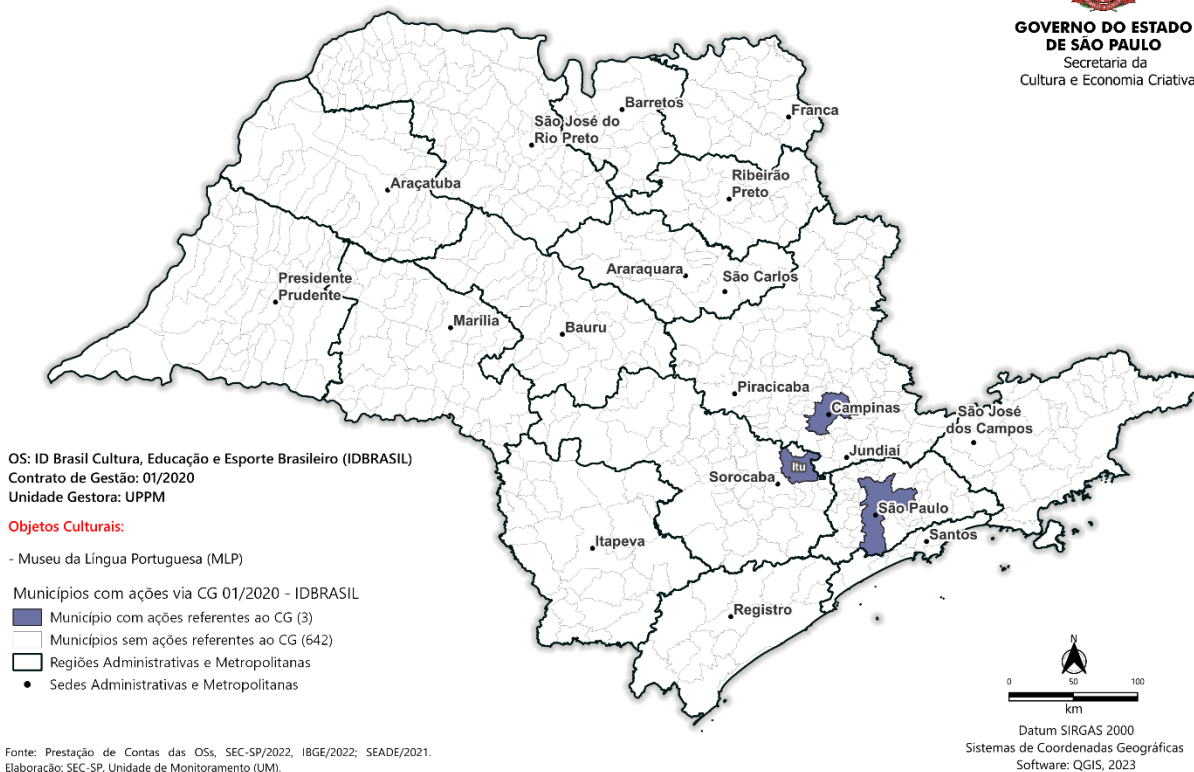 GOVERNO DO ESTADO
DE SÃO PAULO
Secretaria da
Cultura e Economia Criativa
Barretos
Franca
São José do
Rio Preto
Ribeirão
Preto
Araçatuba
Araraquara
São Carlos
Presidente
Prudente
Marília
Bauru
Piracicaba
Campinas
São José
dos Campos
Jundiaí
Itu
Sorocaba
São Paulo
Santos
Itapeva
Registro
OS: ID Brasil Cultura, Educação e Esporte Brasileiro (IDBRASIL)
Contrato de Gestão: 01/2020
Unidade Gestora: UPPM
Objetos Culturais:
- Museu da Língua Portuguesa (MLP)
Municípios com ações via CG 01/2020 - IDBRASIL
Município com ações referentes ao CG (3)
Municípios sem ações referentes ao CG (642)
Regiões Administrativas e Metropolitanas
Sedes Administrativas e Metropolitanas
N
0 50 100
km
Datum SIRGAS 2000
Sistemas de Coordenadas Geográficas
Software: QGIS, 2023
Fonte: Prestação de Contas das OSs, SEC-SP/2022, IBGE/2022; SEADE/2021.
Elaboração: SEC-SP. Unidade de Monitoramento (UM).